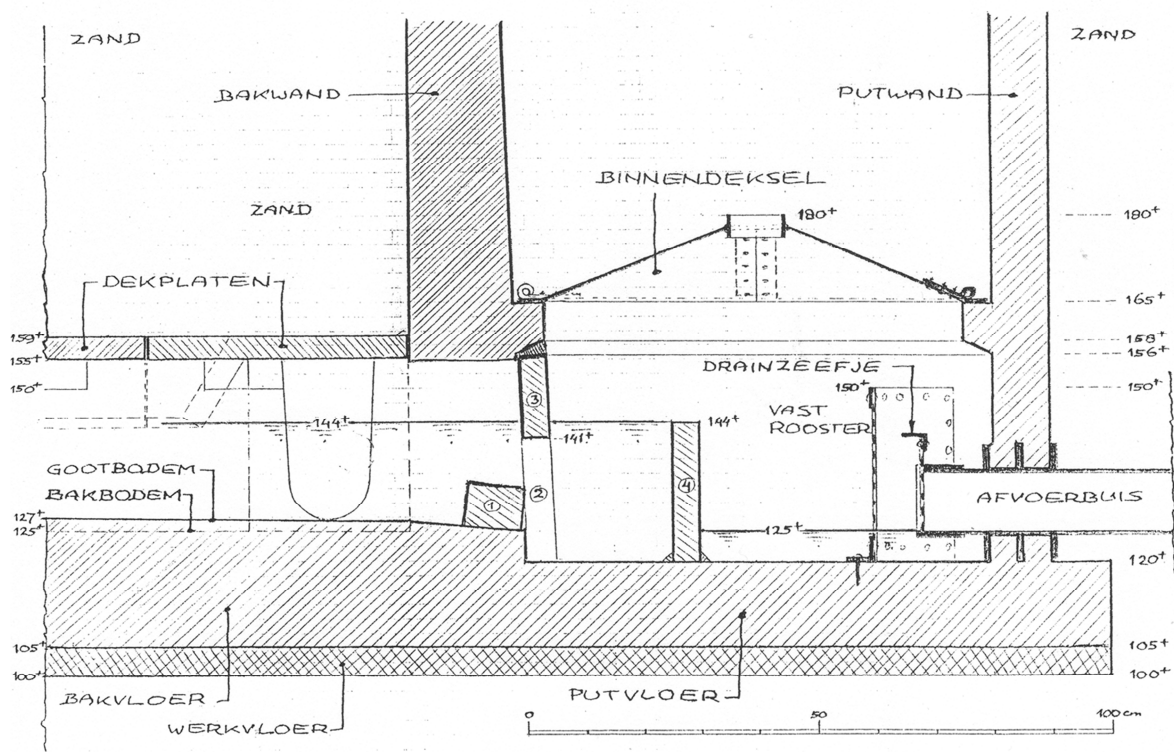 ZAND
ZAND
BAKWAND
PUTWAND
BINNENDEKSEL
ZAND
180+
180+
DEKPLATEN
165+
159+
158+
155+
156+
DRAINZEEFJE
150+
150+
150+
③
VAST
ROOSTER
144+
144+
141+
GOOTBODEM
BAKBODEM
①
②
④
AFVOERBUIS
127+
125+
125+
120+
105+
105+
100+
100+
BAKVLOER
WERKVLOER
PUTVLOER
0
50
100 cm